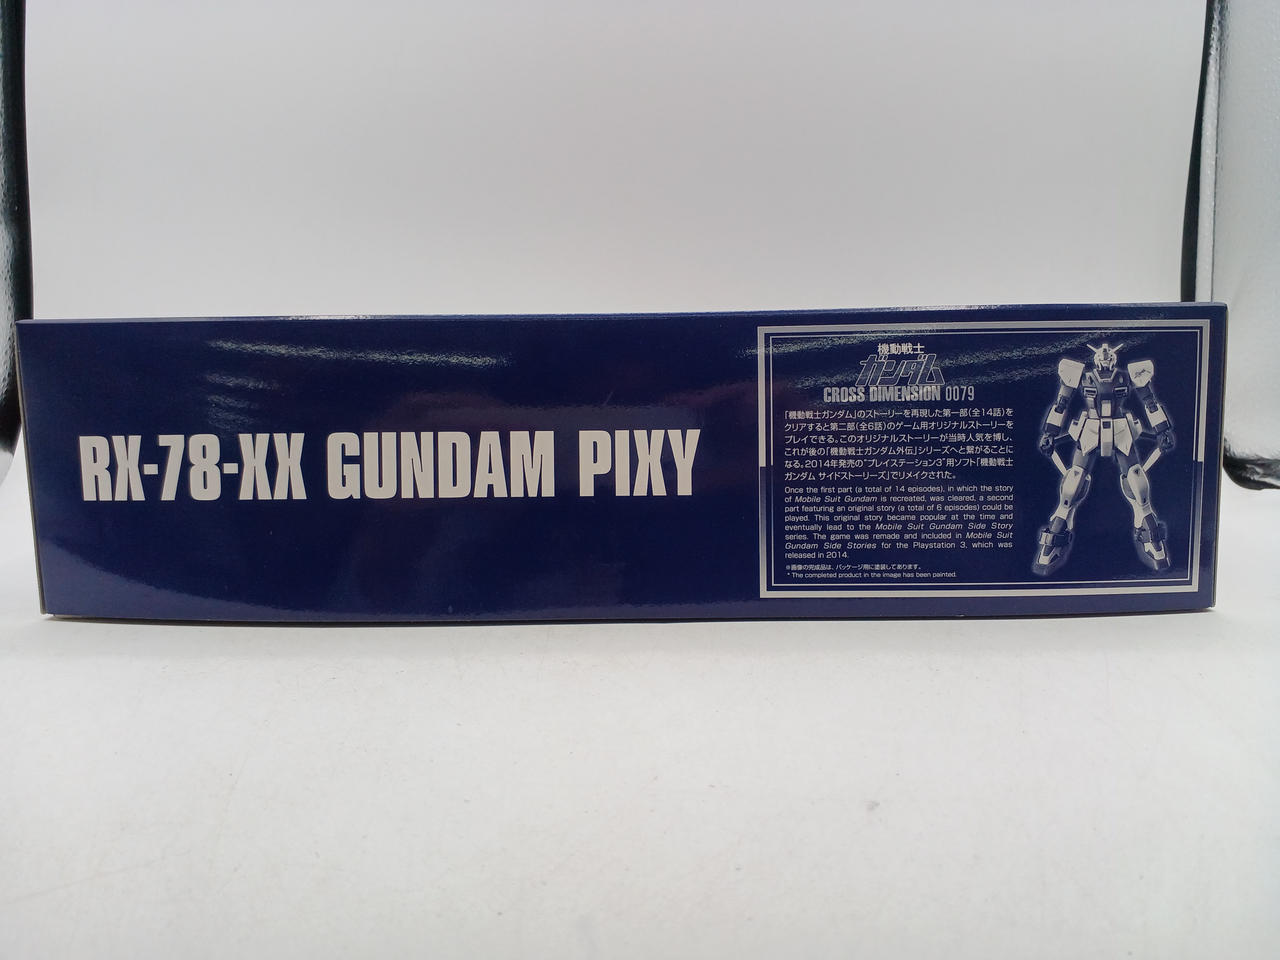 RX-78-XX GUNDAM PIXY
機動戦士
ガンダム
CROSS DIMENSION 0079
「機動戦士ガンダム」のストーリーを再現した第一部(全14話)を
クリアすると第二部(全6話)のゲーム用オリジナルストーリーを
プレイできる。このオリジナルストーリーが当時人気を博し、
これが後の「機動戦士ガンダム外伝」シリーズへと繋がることに
なる。2014年発売の"プレイステーション3"用ソフト「機動戦士
ガンダム サイドストーリーズ」でリメイクされた。
Once the first part (a total of 14 episodes), in which the story
of Mobile Suit Gundam is recreated, was cleared, a second
part featuring an original story (a total of 6 episodes) could be
played. This original story became popular at the time and
eventually lead to the Mobile Suit Gundam Side Story
series. The game was remade and included in Mobile Suit
Gundam Side Stories for the Playstation 3, which was
released in 2014.
※画像の完成品は、パッケージ用に塗装してあります。
* The completed product in the image has been painted.